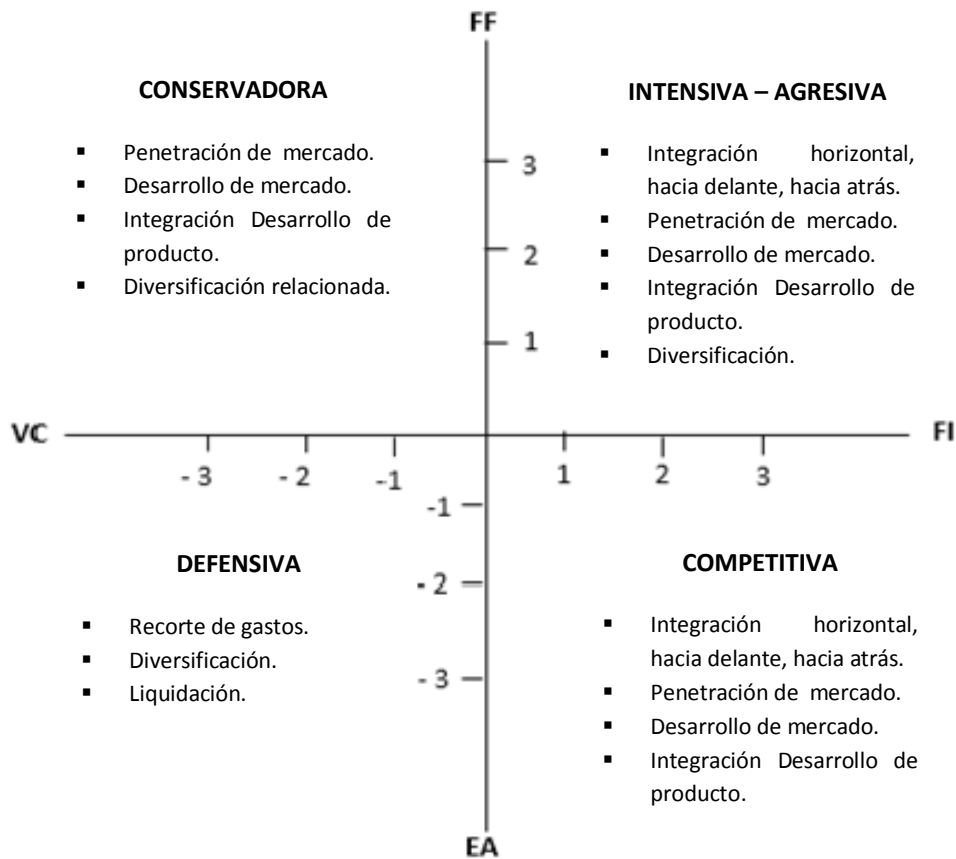 FF
CONSERVADORA
▪ Penetración de mercado.
▪ Desarrollo de mercado.
▪ Integración Desarrollo de
producto.
▪ Diversificación relacionada.
INTENSIVA – AGRESIVA
▪ Integración horizontal,
hacia delante, hacia atrás.
▪ Penetración de mercado.
▪ Desarrollo de mercado.
▪ Integración Desarrollo de
producto.
▪ Diversificación.
3
2
1
VC
FI
- 3 - 2 -1 1 2 3
-1
- 2
- 3
DEFENSIVA
▪ Recorte de gastos.
▪ Diversificación.
▪ Liquidación.
COMPETITIVA
▪ Integración horizontal,
hacia delante, hacia atrás.
▪ Penetración de mercado.
▪ Desarrollo de mercado.
▪ Integración Desarrollo de
producto.
EA